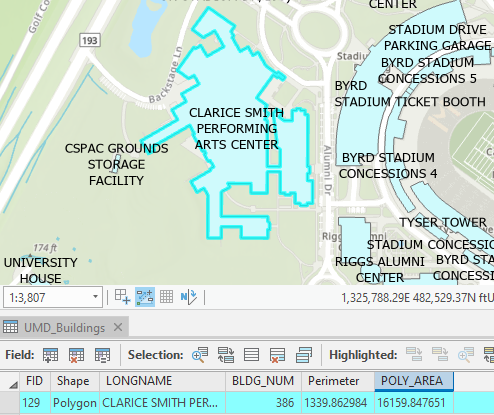 CENTER
Golf Co
193
Backstage Ln
Stadiu
STADIUM DRIVE
PARKING GARAGE
BYRD STADIUM
CONCESSIONS 5
BYRD
STADIUM TICKET BOOTH
CLARICE SMITH
PERFORMING
ARTS CENTER
CSPAC GROUNDS
STORAGE
FACILITY
Alumni Dr
BYRD STADIUM
CONCESSIONS 4
M
TYSER TOWER
174 ft
UNIVERSITY
HOUSE
Riggs
STADIUM CONCESSIO
RIGGS ALUMNI
CENTER
BYRD STA
CONCESSI
1:3,807
1,325,788.29E 482,529.37N ftU
UMD_Buildings
Field: Selection: Highlighted:
FID Shape LONGNAME BLDG_NUM Perimeter POLY_AREA
129 Polygon CLARICE SMITH PER... 386 1339.862984 16159.847651